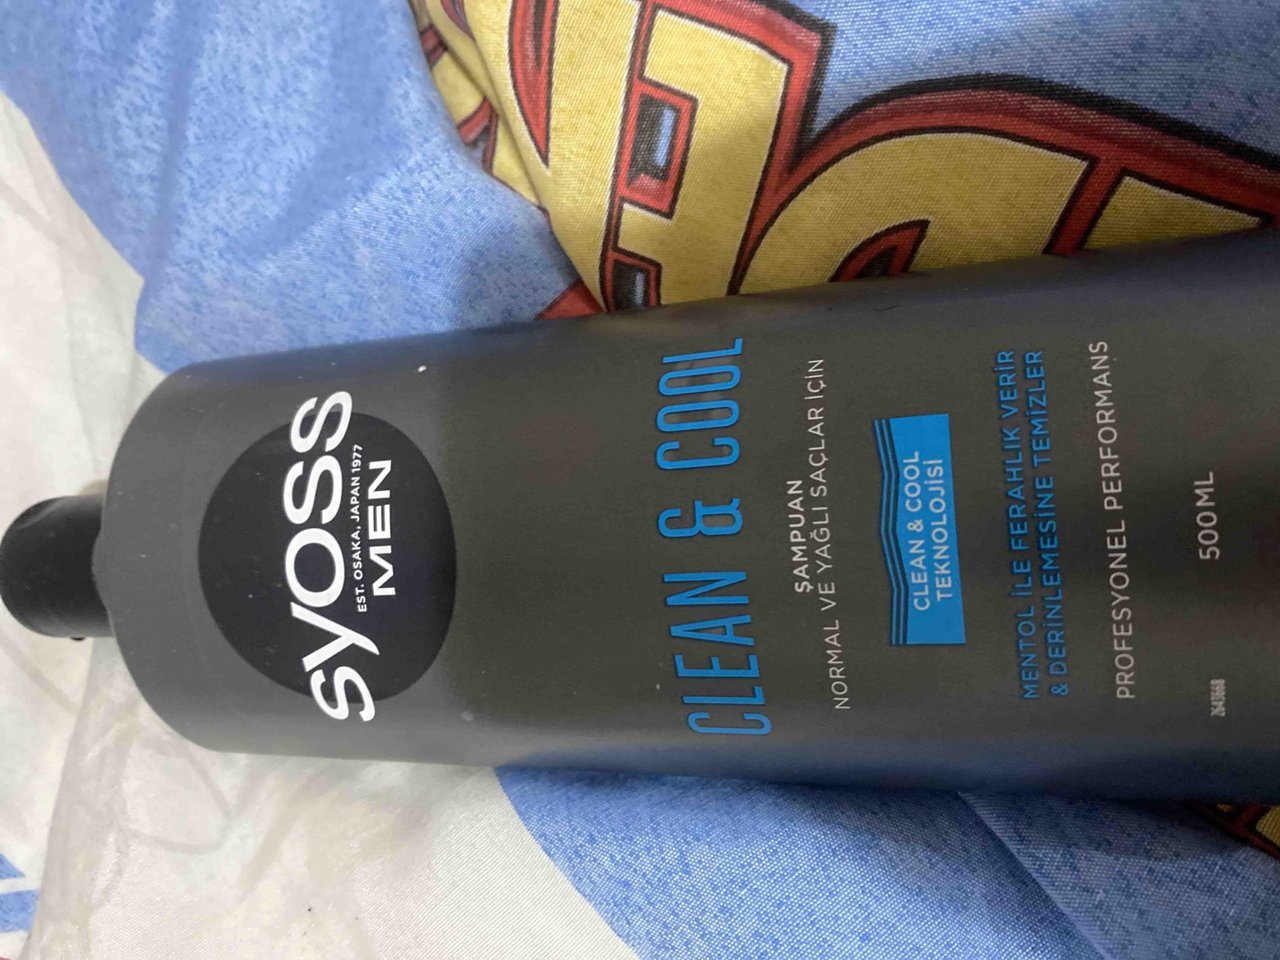 syoss
EST. OSAKA, JAPAN 1977
MEN
CLEAN & COOL
ŞAMPUAN
NORMAL VE YAĞLI SAÇLAR İÇİN
CLEAN & COOL
TEKNOLOJİSİ
MENTOL İLE FERAHLIK VERİR
& DERİNLEMESİNE TEMİZLER
PROFESYONEL PERFORMANS
500ML